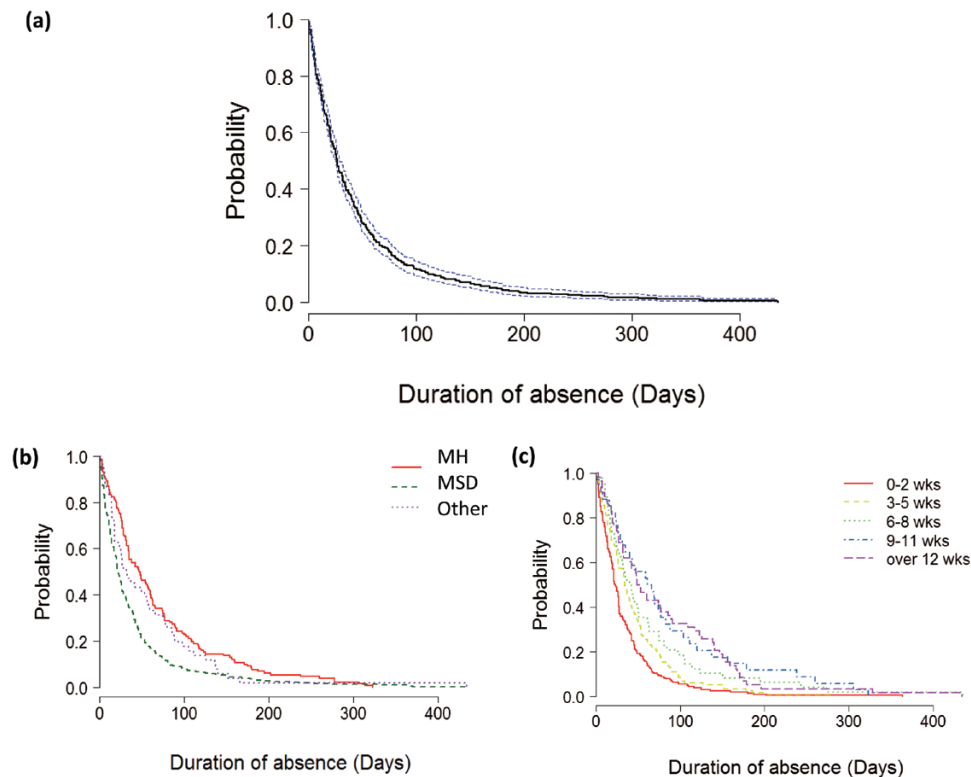 (a)
Probability
1.0
0.8
0.6
0.4
0.2
0.0
0 100 200 300 400
Duration of absence (Days)
(b)
Probability
1.0
0.8
0.6
0.4
0.2
0.0
0 100 200 300 400
Duration of absence (Days)
MH
MSD
Other
(c)
Probability
1.0
0.8
0.6
0.4
0.2
0.0
0 100 200 300 400
Duration of absence (Days)
0-2 wks
3-5 wks
6-8 wks
9-11 wks
over 12 wks